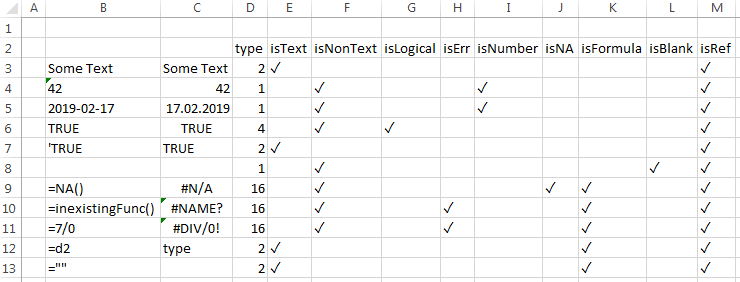 A B C D E F G H I J K L M
1
2 type isText isNonText isLogical isErr isNumber isNA isFormula isBlank isRef
3 Some Text Some Text 2 ✓ ✓
4 42 42 1 ✓ ✓ ✓
5 2019-02-17 17.02.2019 1 ✓ ✓ ✓
6 TRUE TRUE 4 ✓ ✓ ✓
7 'TRUE TRUE 2 ✓ ✓
8 1 ✓ ✓ ✓
9 =NA() #N/A 16 ✓ ✓ ✓ ✓
10 =inexistingFunc() #NAME? 16 ✓ ✓ ✓ ✓
11 =7/0 #DIV/0! 16 ✓ ✓ ✓ ✓
12 =d2 type 2 ✓ ✓ ✓
13 ="" 2 ✓ ✓ ✓